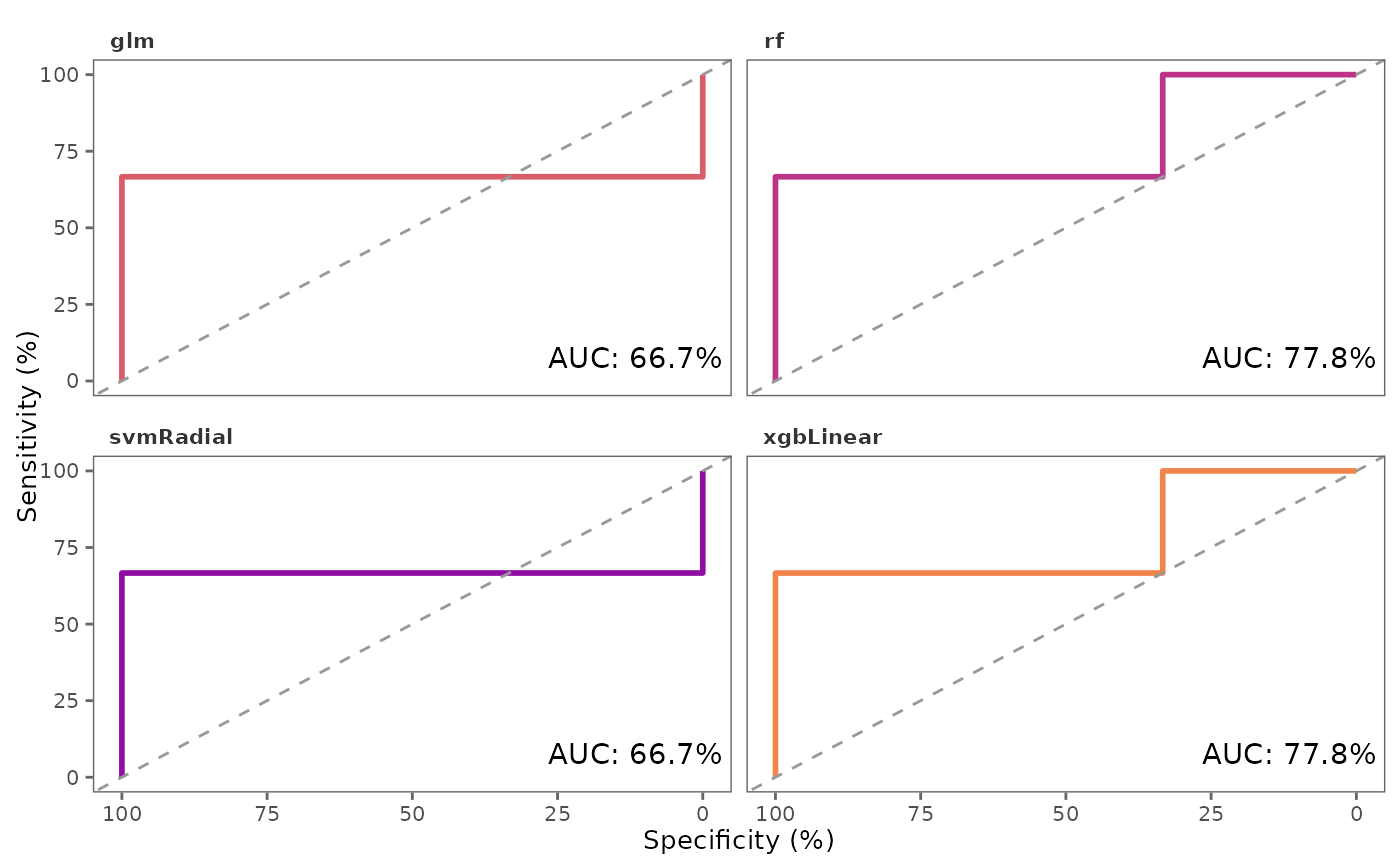 glm
rf
100
75
50
25
0
AUC: 66.7%
AUC: 77.8%
Sensitivity (%)
svmRadial
xgbLinear
100
75
50
25
0
AUC: 66.7%
AUC: 77.8%
100 75 50 25 0 100 75 50 25 0
Specificity (%)